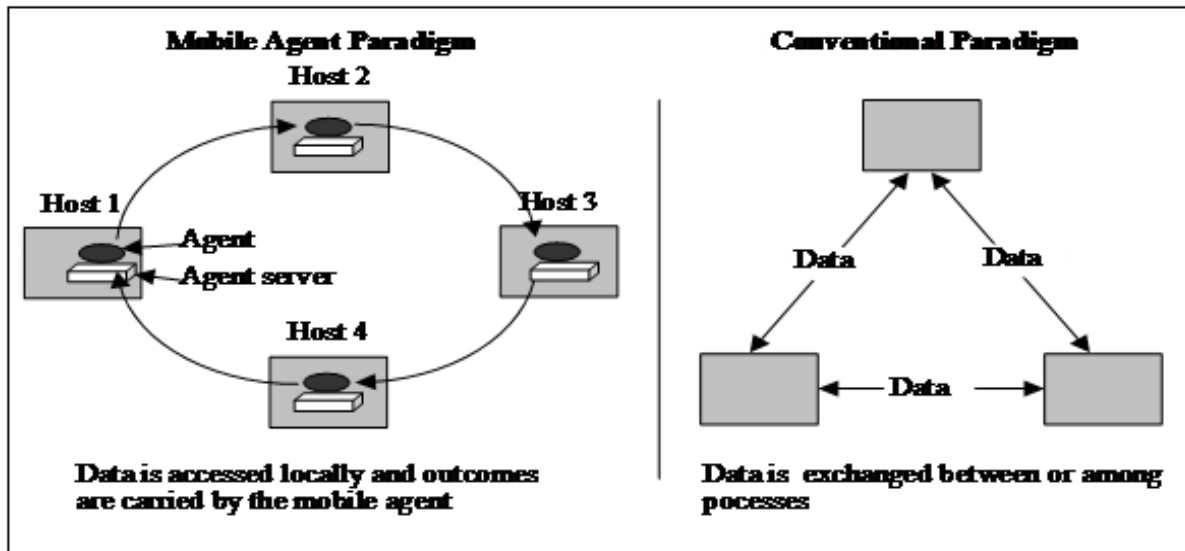 Mobile Agent Paradigm
Host 2
Host 1
Host 3
Agent
Agent server
Host 4
Data is accessed locally and outcomes
are carried by the mobile agent
Conventional Paradigm
Data
Data
Data
Data is exchanged between or among
pocesses